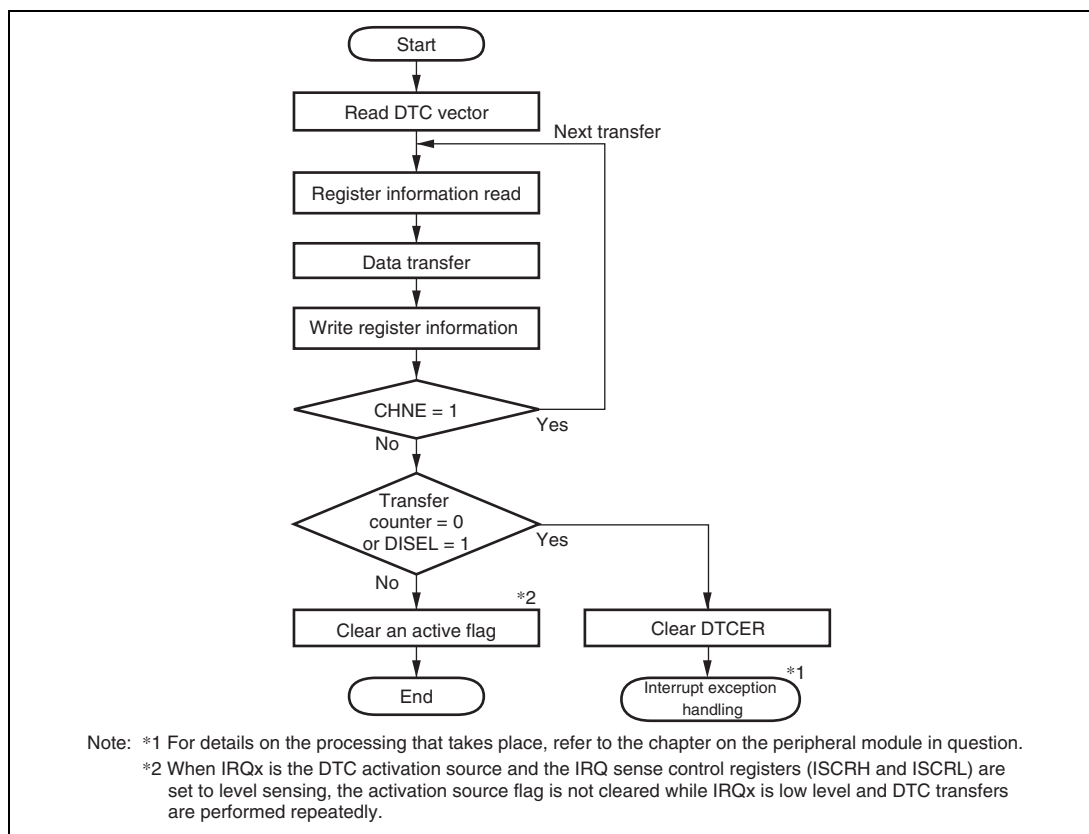 Start
Read DTC vector
Next transfer
Register information read
Data transfer
Write register information
CHNE = 1
Yes
No
Transfer
counter = 0
or DISEL = 1
Yes
No
*2
Clear an active flag
Clear DTCER
*1
End
Interrupt exception
handling
Note: *1 For details on the processing that takes place, refer to the chapter on the peripheral module in question.
*2 When IRQx is the DTC activation source and the IRQ sense control registers (ISCRH and ISCRL) are
set to level sensing, the activation source flag is not cleared while IRQx is low level and DTC transfers
are performed repeatedly.